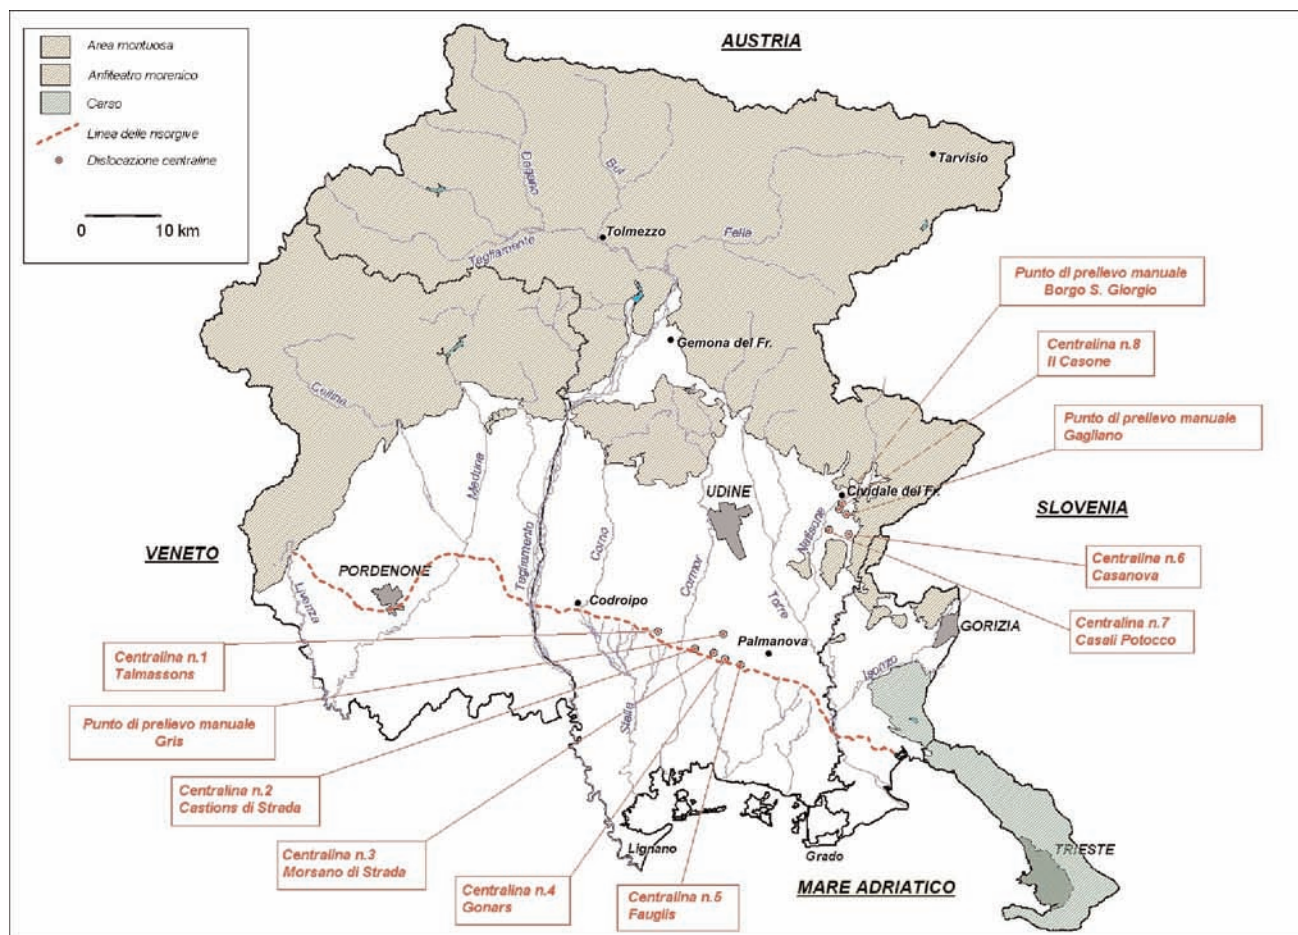 AUSTRIA
Area montuosa
Anfiteatro morenico
Carso
Linea delle risorgive
Dislocazione centraline
0 10 km
Tarvisio
Degano
But
Tolmezzo
Fella
Tagliamento
Punto di prelievo manuale
Borgo S. Giorgio
Gemona del Fr.
Centralina n.8
Il Casone
Cellina
Punto di prelievo manuale
Gagliano
Meduna
Cividale del Fr.
UDINE
SLOVENIA
Natisone
VENETO
Tagliamento
Corno
Cormor
Centralina n.6
Casanova
PORDENONE
Livenza
Codroipo
Torre
GORIZIA
Centralina n.7
Casali Potocco
Palmanova
Isonzo
Centralina n.1
Talmassons
Stella
Punto di prelievo manuale
Gris
Centralina n.2
Castions di Strada
Centralina n.3
Morsano di Strada
Lignano
Grado
TRIESTE
Centralina n.4
Gonars
Centralina n.5
Fauglis
MARE ADRIATICO